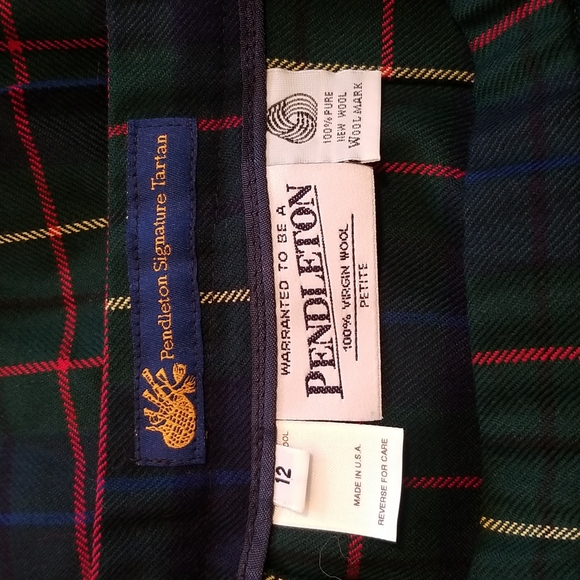 Pendleton Signature Tartan
100% PURE
NEW WOOL
WOOLMARK
WARRANTED TO BE A
PENDLETON
100% VIRGIN WOOL
PETITE
12
MADE IN U.S.A.
REVERSE FOR CARE